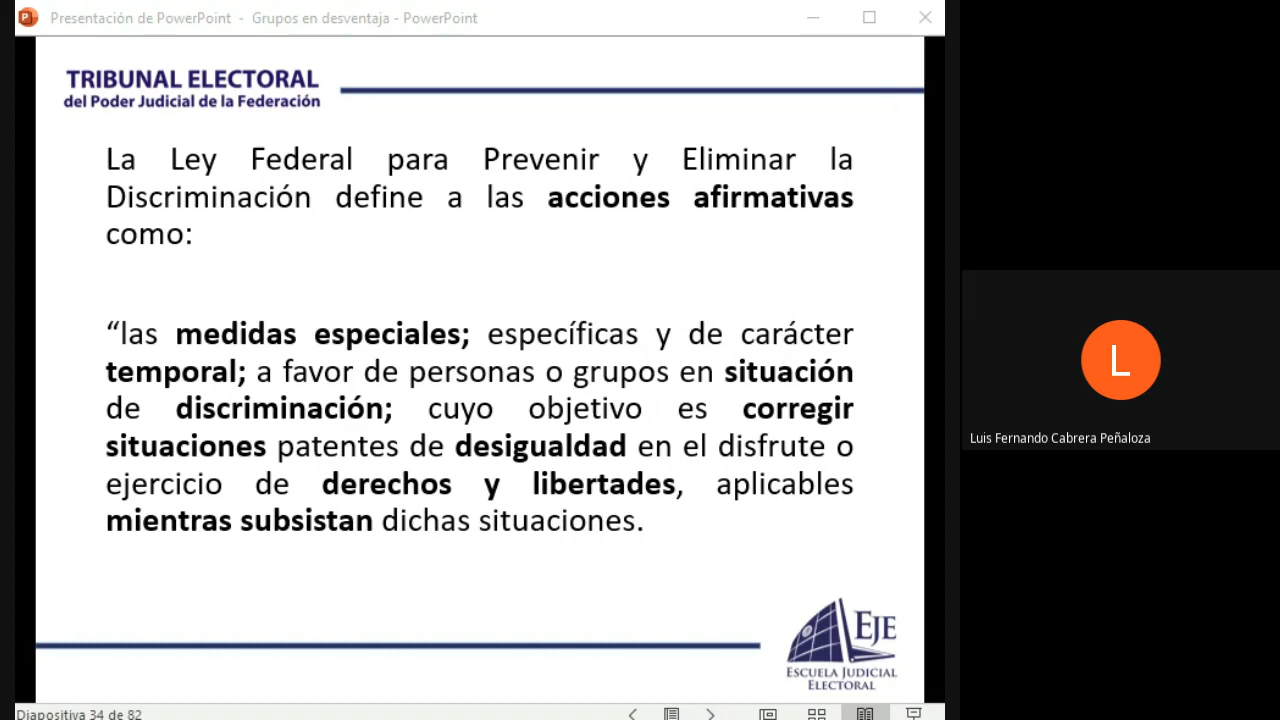 Presentación de PowerPoint - Grupos en desventaja - PowerPoint
TRIBUNAL ELECTORAL
del Poder Judicial de la Federación
La Ley Federal para Prevenir y Eliminar la
Discriminación define a las acciones afirmativas
como:
“las medidas especiales; específicas y de carácter
temporal; a favor de personas o grupos en situación
de discriminación; cuyo objetivo es corregir
situaciones patentes de desigualdad en el disfrute o
ejercicio de derechos y libertades, aplicables
mientras subsistan dichas situaciones.
EJE
ESCUELA JUDICIAL
ELECTORAL
Diapositiva 34 de 82
L
Luis Fernando Cabrera Peñaloza